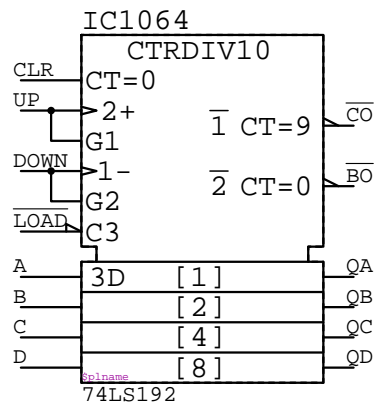 IC1064
CTRDIV10
CLR CT=0
UP 2+
G1
1 CT=9 CO
DOWN 1-
G2
2 CT=0 BO
LOAD C3
A 3D [1] QA
B [2] QB
C [4] QC
D [8] QD
$plname
74LS192